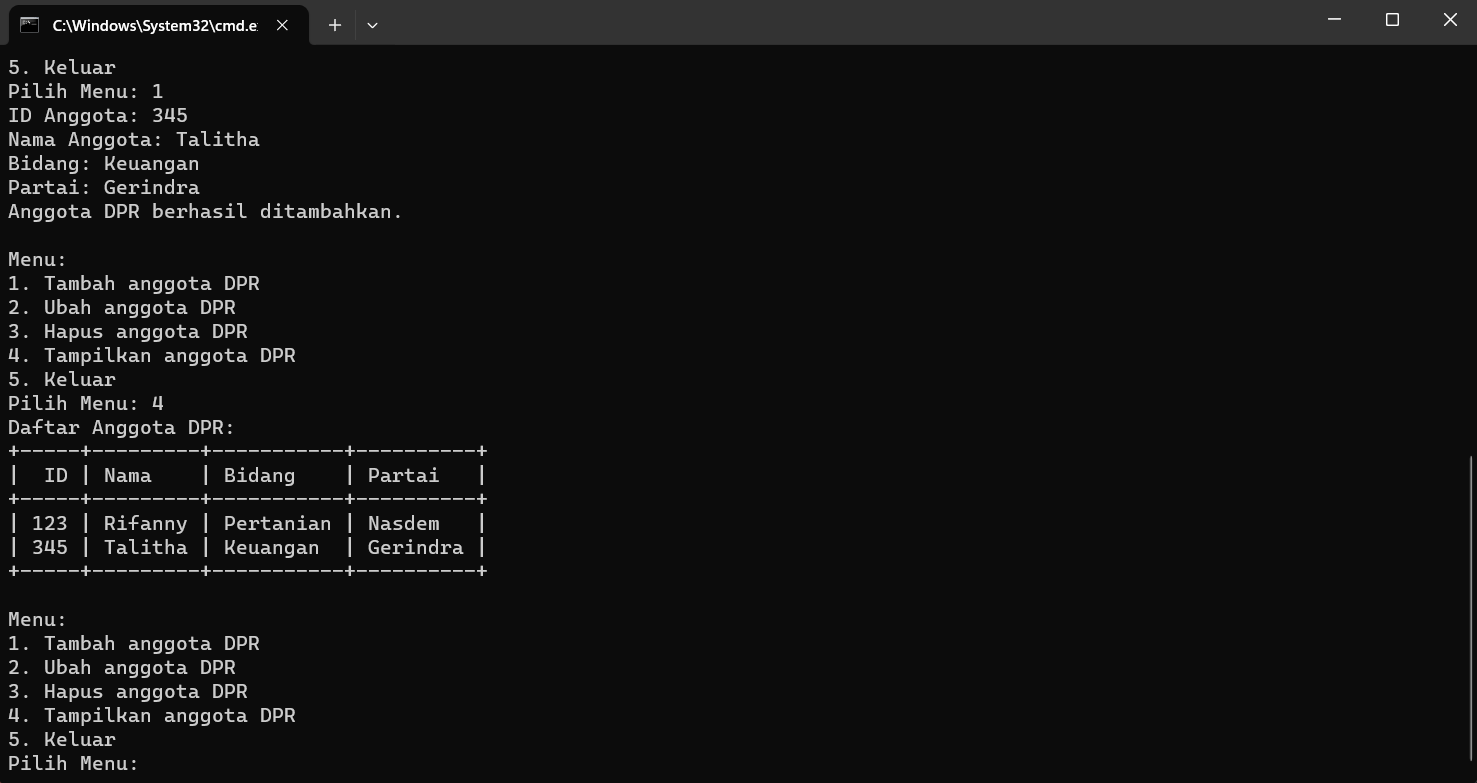 C:\Windows\System32\cmd.e
5. Keluar
Pilih Menu: 1
ID Anggota: 345
Nama Anggota: Talitha
Bidang: Keuangan
Partai: Gerindra
Anggota DPR berhasil ditambahkan.
Menu:
1. Tambah anggota DPR
2. Ubah anggota DPR
3. Hapus anggota DPR
4. Tampilkan anggota DPR
5. Keluar
Pilih Menu: 4
Daftar Anggota DPR:
+-----+---------+-----------+----------+
|  ID | Nama    | Bidang    | Partai   |
+-----+---------+-----------+----------+
| 123 | Rifanny | Pertanian | Nasdem   |
| 345 | Talitha | Keuangan  | Gerindra |
+-----+---------+-----------+----------+
Menu:
1. Tambah anggota DPR
2. Ubah anggota DPR
3. Hapus anggota DPR
4. Tampilkan anggota DPR
5. Keluar
Pilih Menu: